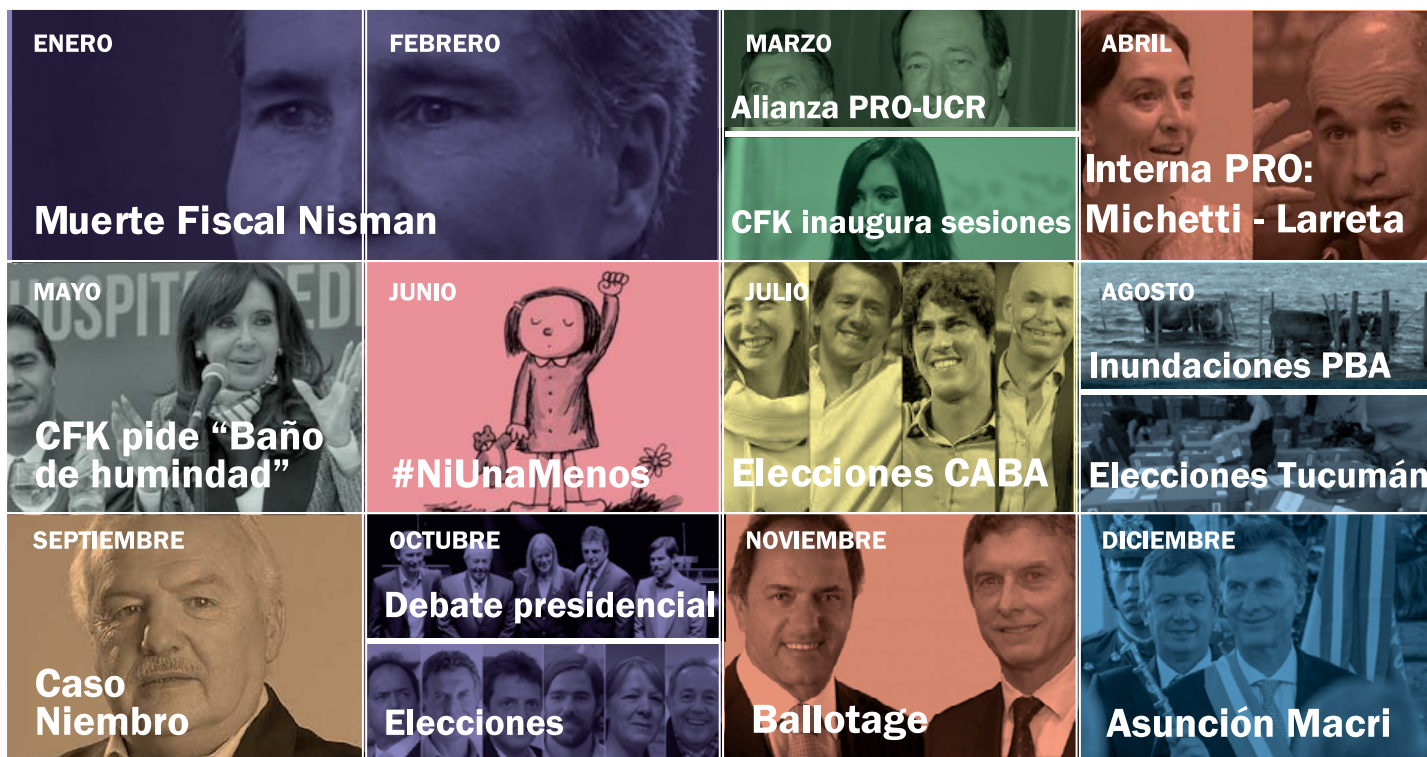 ENERO
FEBRERO
Muerte Fiscal Nisman
MARZO
Alianza PRO-UCR
CFK inaugura sesiones
ABRIL
Interna PRO:
Michetti - Larreta
MAYO
HOSPIT EDI
CFK pide “Baño
de humindad”
JUNIO
#NiUnaMenos
JULIO
Elecciones CABA
AGOSTO
Inundaciones PBA
Elecciones Tucumán
SEPTIEMBRE
Caso
Niembro
OCTUBRE
Debate presidencial
Elecciones
NOVIEMBRE
Ballotage
DICIEMBRE
Asunción Macri